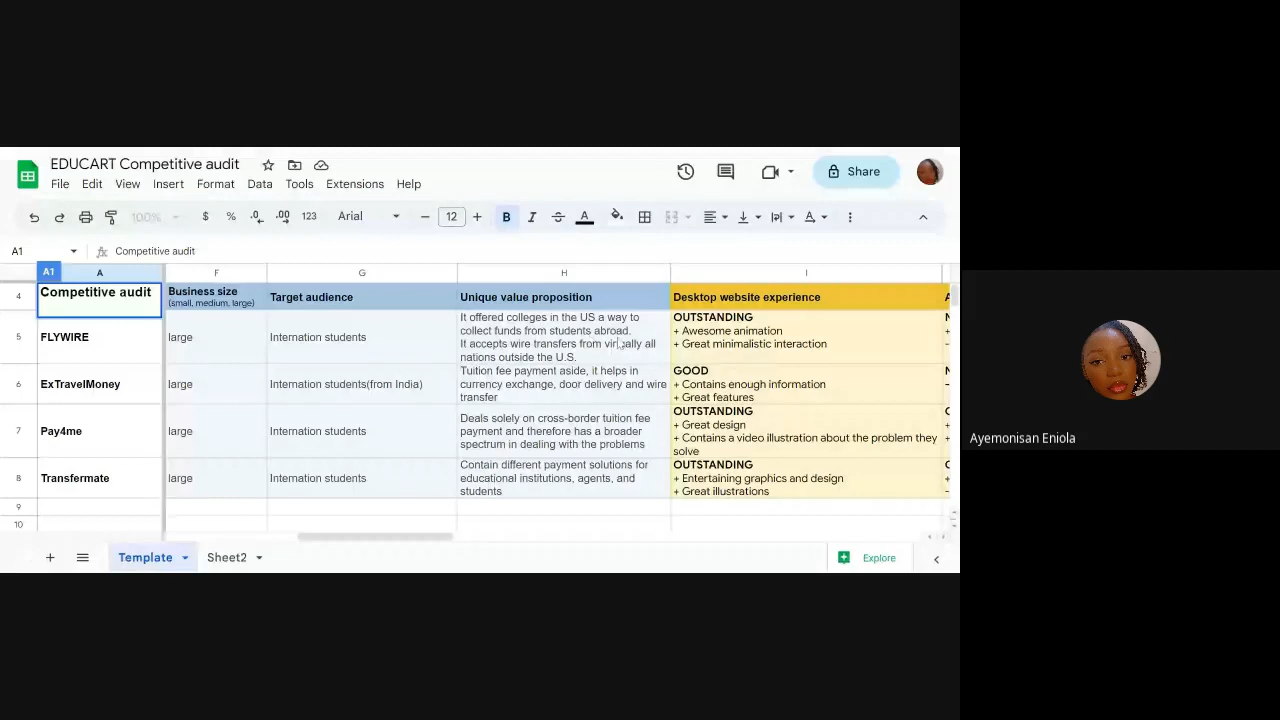 EDUCART Competitive audit
File Edit View Insert Format Data Tools Extensions Help
Share
100% $ % .0 .00 123 Arial 12 B I S A
A1 Competitive audit
A1 A F G H I
4 Competitive audit Business size Target audience Unique value proposition Desktop website experience
(small, medium, large)
5 FLYWIRE large Internation students
It offered colleges in the US a way to
collect funds from students abroad.
It accepts wire transfers from virtually all
nations outside the U.S.
OUTSTANDING
+ Awesome animation
+ Great minimalistic interaction
6 ExTravelMoney large Internation students(from India)
Tuition fee payment aside, it helps in
currency exchange, door delivery and wire
transfer
GOOD
+ Contains enough information
+ Great features
7 Pay4me large Internation students
Deals solely on cross-border tuition fee
payment and therefore has a broader
spectrum in dealing with the problems
OUTSTANDING
+ Great design
+ Contains a video illustration about the problem they
solve
8 Transfermate large Internation students
Contain different payment solutions for
educational institutions, agents, and
students
OUTSTANDING
+ Entertaining graphics and design
+ Great illustrations
9
10
Template Sheet2 Explore
Ayemonisan Eniola